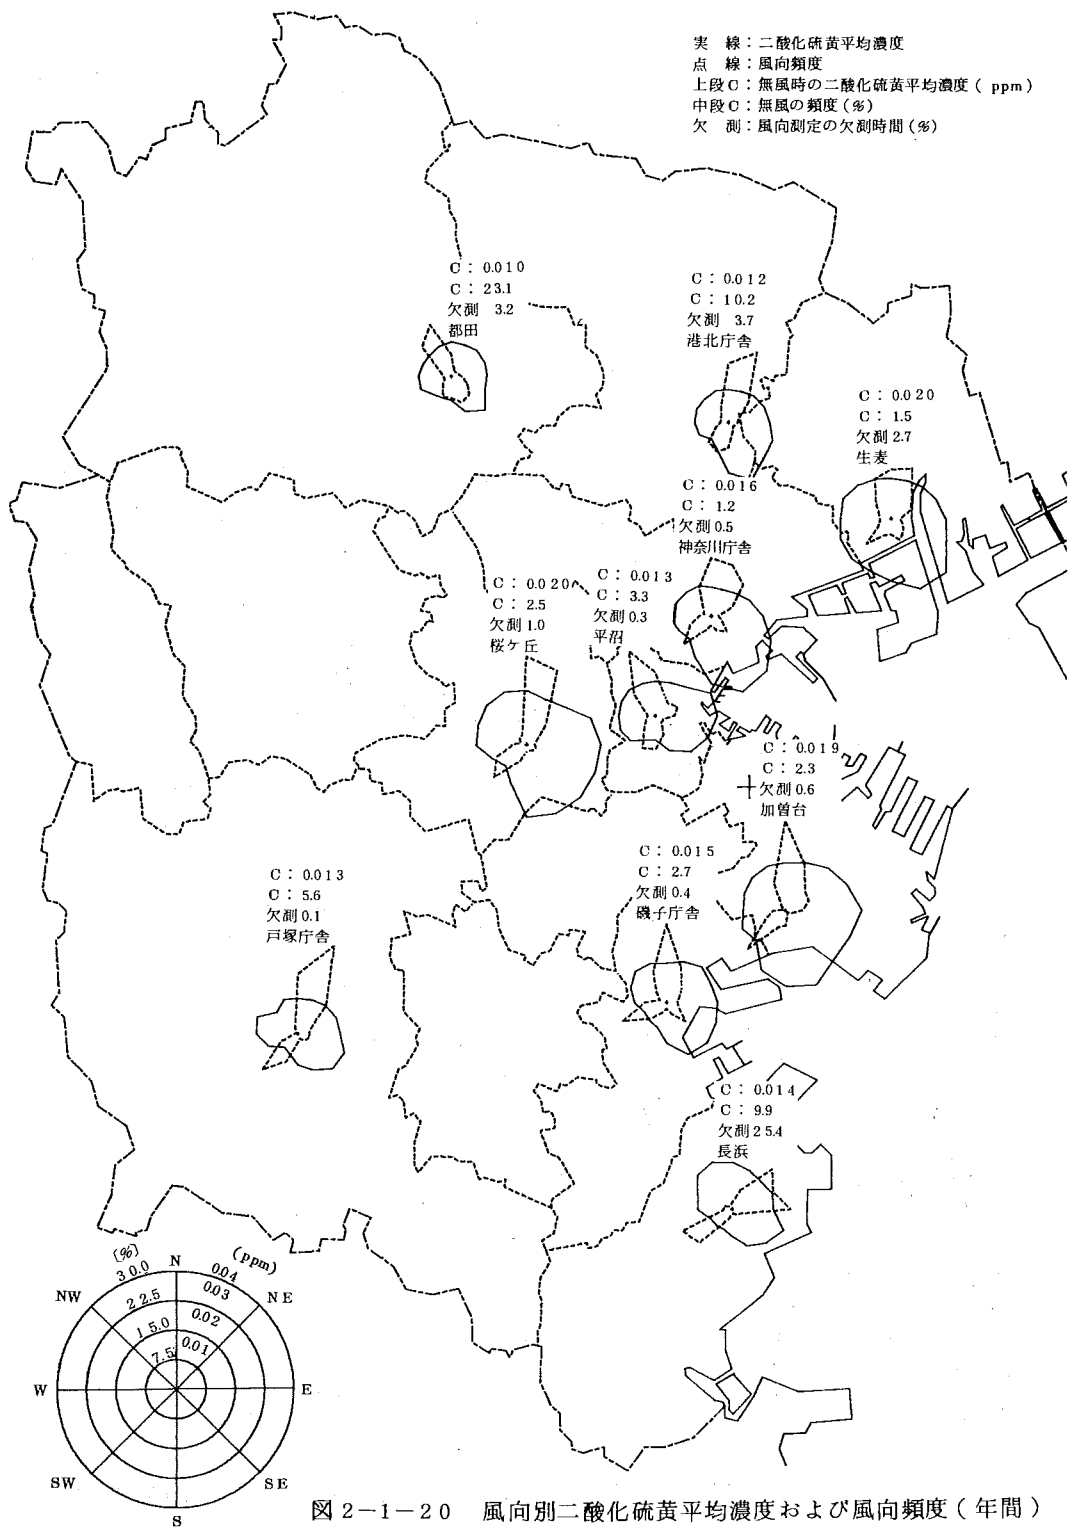 実　線：二酸化硫黄平均濃度
点　線：風向頻度
上段C：無風時の二酸化硫黄平均濃度（ppm）
中段C：無風の頻度（%）
欠　測：風向測定の欠測時間（%）
C：0.010
C：23.1
欠測 3.2
都田
C：0.012
C：10.2
欠測 3.7
港北庁舎
C：0.020
C：1.5
欠測2.7
生麦
C：0.016
C：1.2
欠測0.5
神奈川庁舎
C：0.020
C：2.5
欠測1.0
桜ケ丘
C：0.013
C：3.3
欠測0.3
平沼
C：0.019
C：2.3
欠測0.6
加曽台
C：0.015
C：2.7
欠測0.4
磯子庁舎
C：0.013
C：5.6
欠測0.1
戸塚庁舎
C：0.014
C：9.9
欠測25.4
長浜
[%]
(ppm)
30.0
N
0.04
NW
22.5
0.03
NE
15.0
0.02
7.5
0.01
W
E
SW
SE
S
図2-1-20　風向別二酸化硫黄平均濃度および風向頻度（年間）